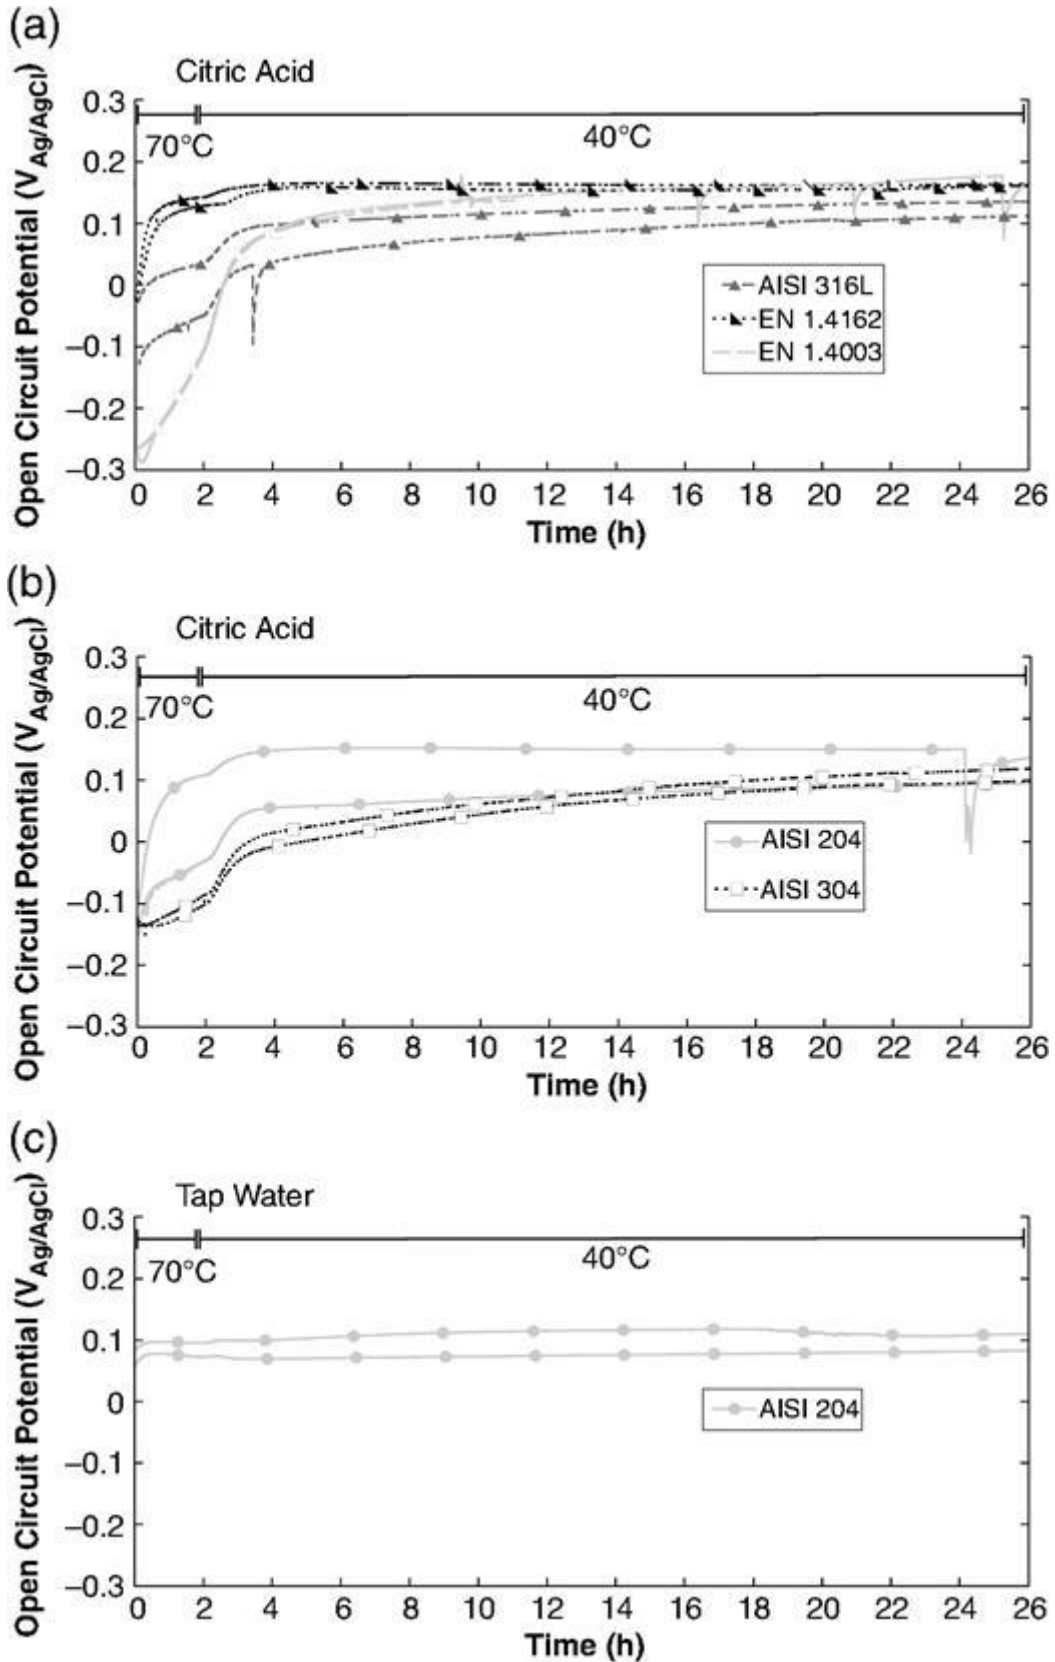 (a)
Citric Acid
Open Circuit Potential (V_Ag/AgCl)
0.3
0.2
0.1
0
−0.1
−0.2
−0.3
70°C
40°C
AISI 316L
EN 1.4162
EN 1.4003
0 2 4 6 8 10 12 14 16 18 20 22 24 26
Time (h)
(b)
Citric Acid
Open Circuit Potential (V_Ag/AgCl)
0.3
0.2
0.1
0
−0.1
−0.2
−0.3
70°C
40°C
AISI 204
AISI 304
0 2 4 6 8 10 12 14 16 18 20 22 24 26
Time (h)
(c)
Tap Water
Open Circuit Potential (V_Ag/AgCl)
0.3
0.2
0.1
0
−0.1
−0.2
−0.3
70°C
40°C
AISI 204
0 2 4 6 8 10 12 14 16 18 20 22 24 26
Time (h)